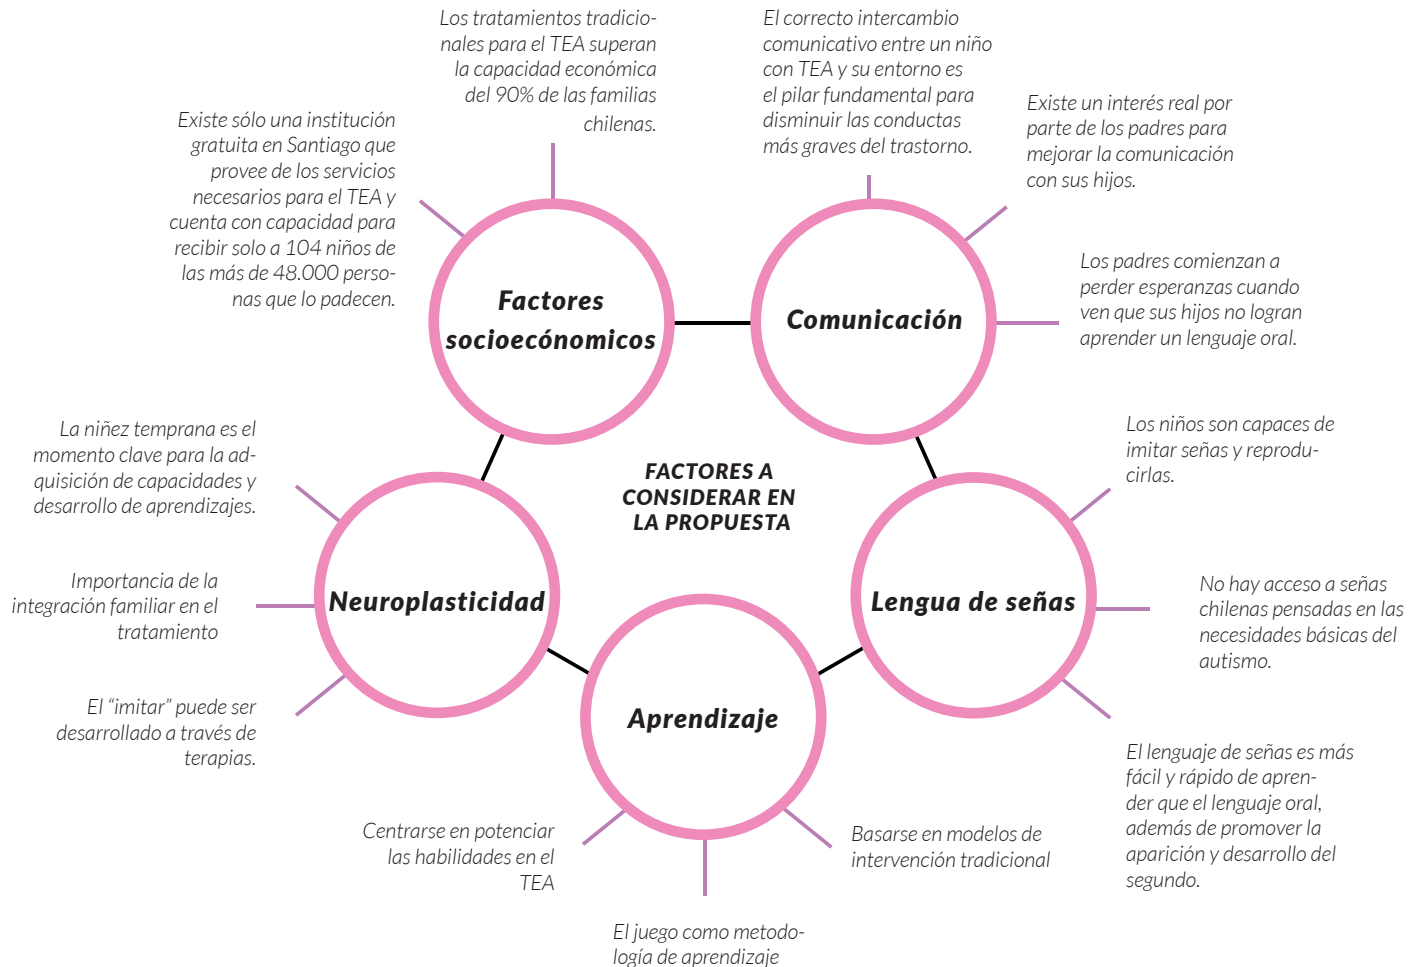 Los tratamientos tradicio-
nales para el TEA superan
la capacidad económica
del 90% de las familias
chilenas.
El correcto intercambio
comunicativo entre un niño
con TEA y su entorno es
el pilar fundamental para
disminuir las conductas
más graves del trastorno.
Existe un interés real por
parte de los padres para
mejorar la comunicación
con sus hijos.
Existe sólo una institución
gratuita en Santiago que
provee de los servicios
necesarios para el TEA y
cuenta con capacidad para
recibir solo a 104 niños de
las más de 48.000 perso-
nas que lo padecen.
Los padres comienzan a
perder esperanzas cuando
ven que sus hijos no logran
aprender un lenguaje oral.
Factores
socioecónomicos
Comunicación
La niñez temprana es el
momento clave para la ad-
quisición de capacidades y
desarrollo de aprendizajes.
FACTORES A
CONSIDERAR EN
LA PROPUESTA
Los niños son capaces de
imitar señas y reprodu-
cirlas.
Importancia de la
integración familiar en el
tratamiento
Neuroplasticidad
Lengua de señas
No hay acceso a señas
chilenas pensadas en las
necesidades básicas del
autismo.
El “imitar” puede ser
desarrollado a través de
terapias.
Aprendizaje
El lenguaje de señas es más
fácil y rápido de apren-
der que el lenguaje oral,
además de promover la
aparición y desarrollo del
segundo.
Centrarse en potenciar
las habilidades en el
TEA
Basarse en modelos de
intervención tradicional
El juego como metodo-
logía de aprendizaje